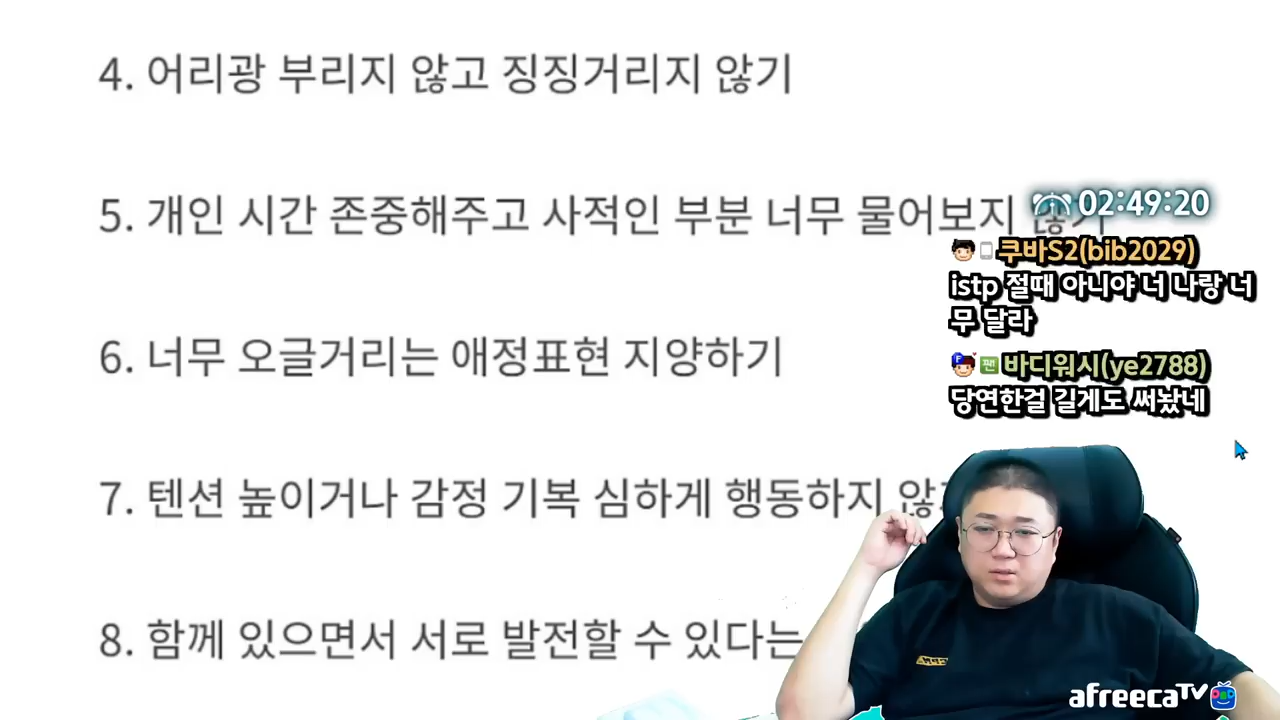 4. 어리광 부리지 않고 징징거리지 않기
5. 개인 시간 존중해주고 사적인 부분 너무 물어보지 않기
02:49:20
쿠바S2(bib2029)
istp 절때 아니야 너 나랑 너
무 달라
6. 너무 오글거리는 애정표현 지양하기
바디워시(ye2788)
당연한걸 길게도 써놨네
7. 텐션 높이거나 감정 기복 심하게 행동하지
8. 함께 있으면서 서로 발전할 수 있다는
afreecaTV